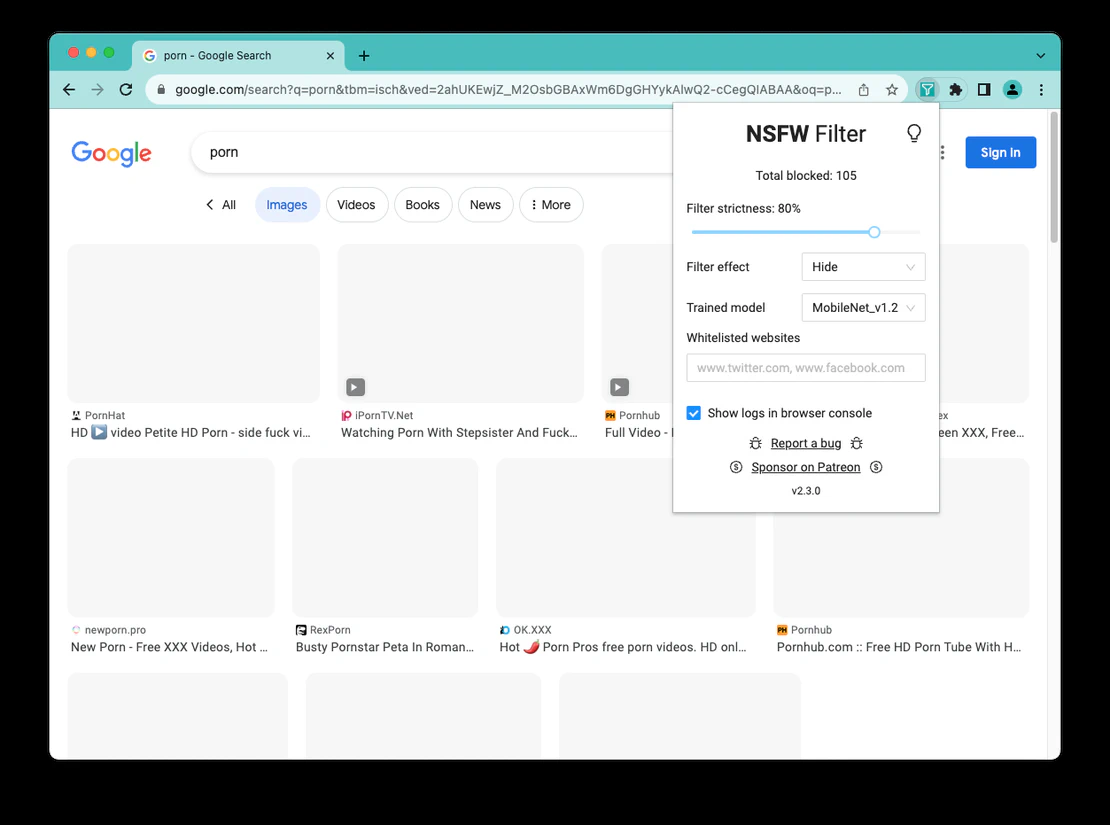 porn - Google Search
google.com/search?q=porn&tbm=isch&ved=2ahUKEwjZ_M2OsbGBAxWm6DgGHYykAlwQ2-cCegQIABAA&oq=p...
Google
porn
Sign in
All
Images
Videos
Books
News
More
NSFW Filter
Total blocked: 105
Filter strictness: 80%
Filter effect
Hide
Trained model
MobileNet_v1.2
Whitelisted websites
www.twitter.com, www.facebook.com
Show logs in browser console
Report a bug
Sponsor on Patreon
v2.3.0
PornHat
HD ▶️ video Petite HD Porn - side fuck vi...
iPornTV.Net
Watching Porn With Stepsister And Fuck...
PH Pornhub
Full Video -
ex
een XXX, Free...
newporn.pro
New Porn - Free XXX Videos, Hot ...
RexPorn
Busty Pornstar Peta In Roman...
OK.XXX
Hot 🌶️ Porn Pros free porn videos. HD onl...
PH Pornhub
Pornhub.com :: Free HD Porn Tube With H...